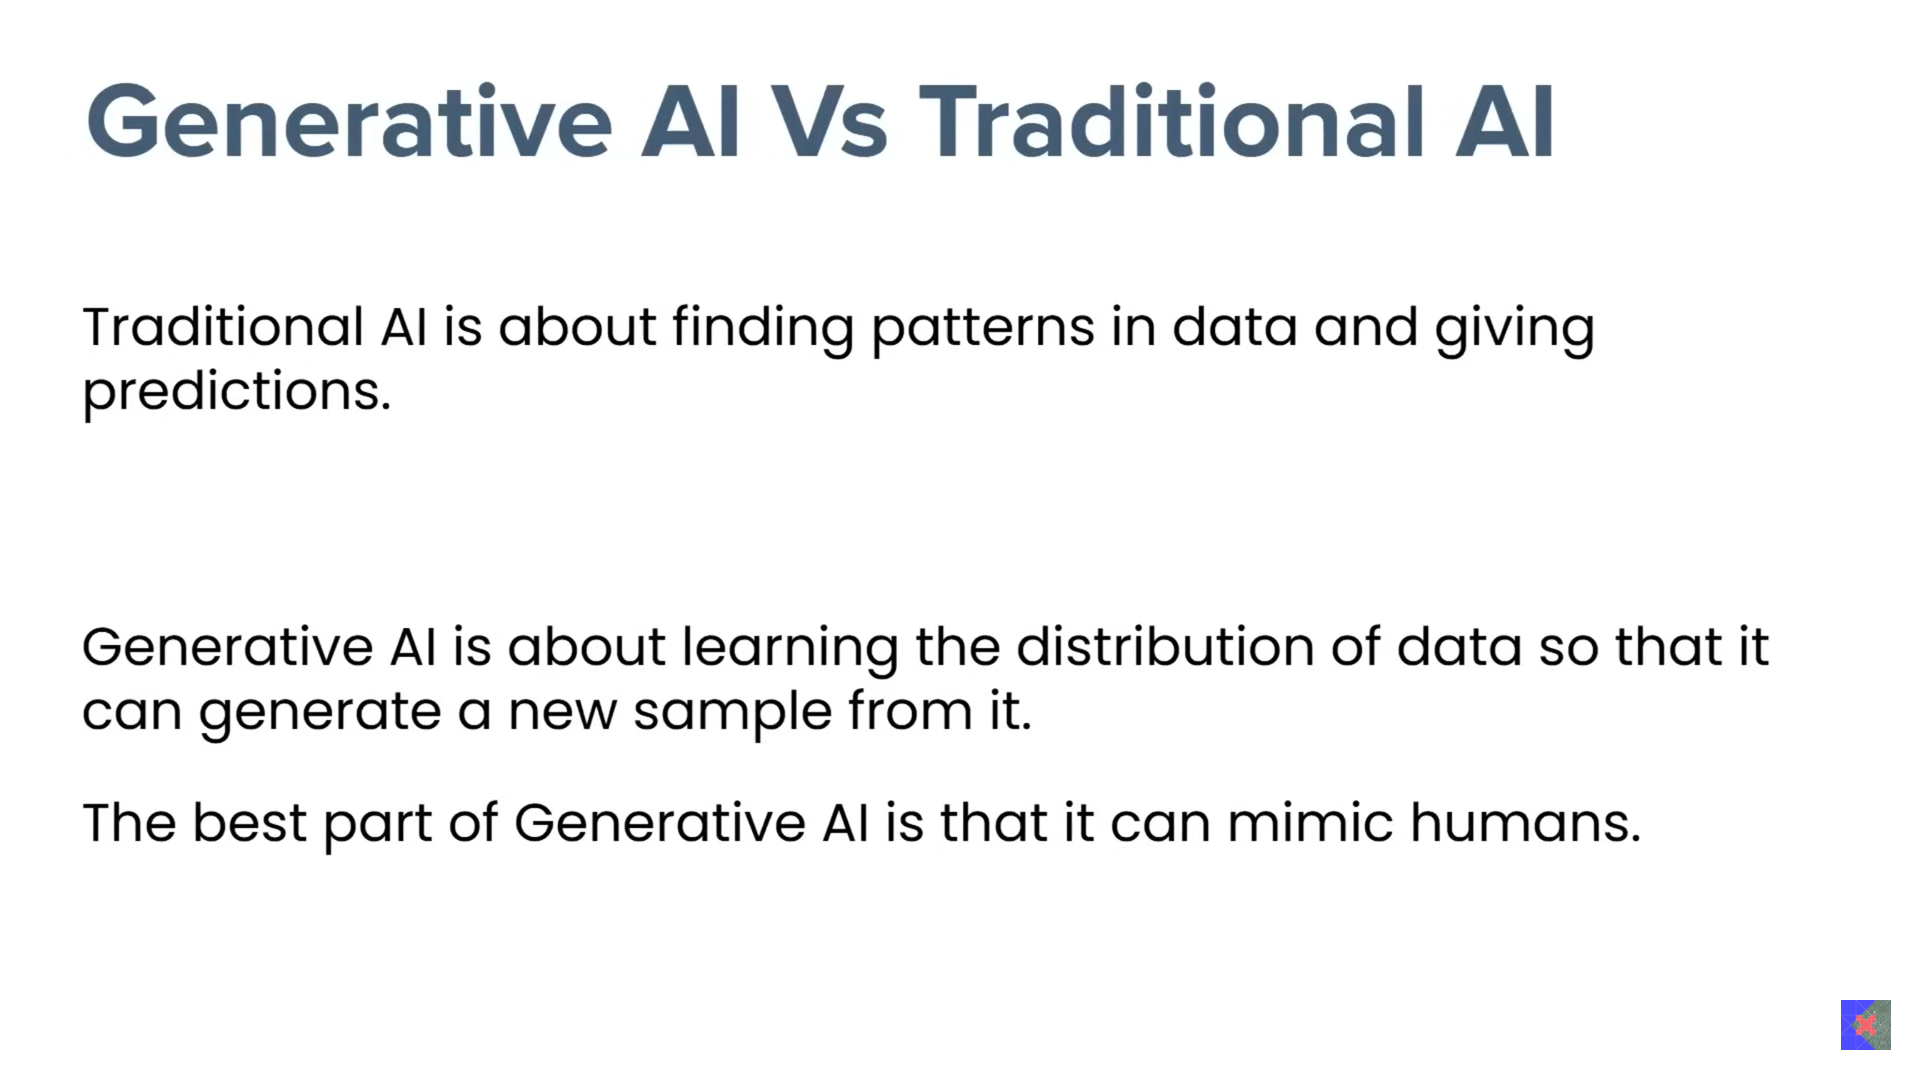 Generative AI Vs Traditional AI
Traditional AI is about finding patterns in data and giving
predictions.
Generative AI is about learning the distribution of data so that it
can generate a new sample from it.
The best part of Generative AI is that it can mimic humans.